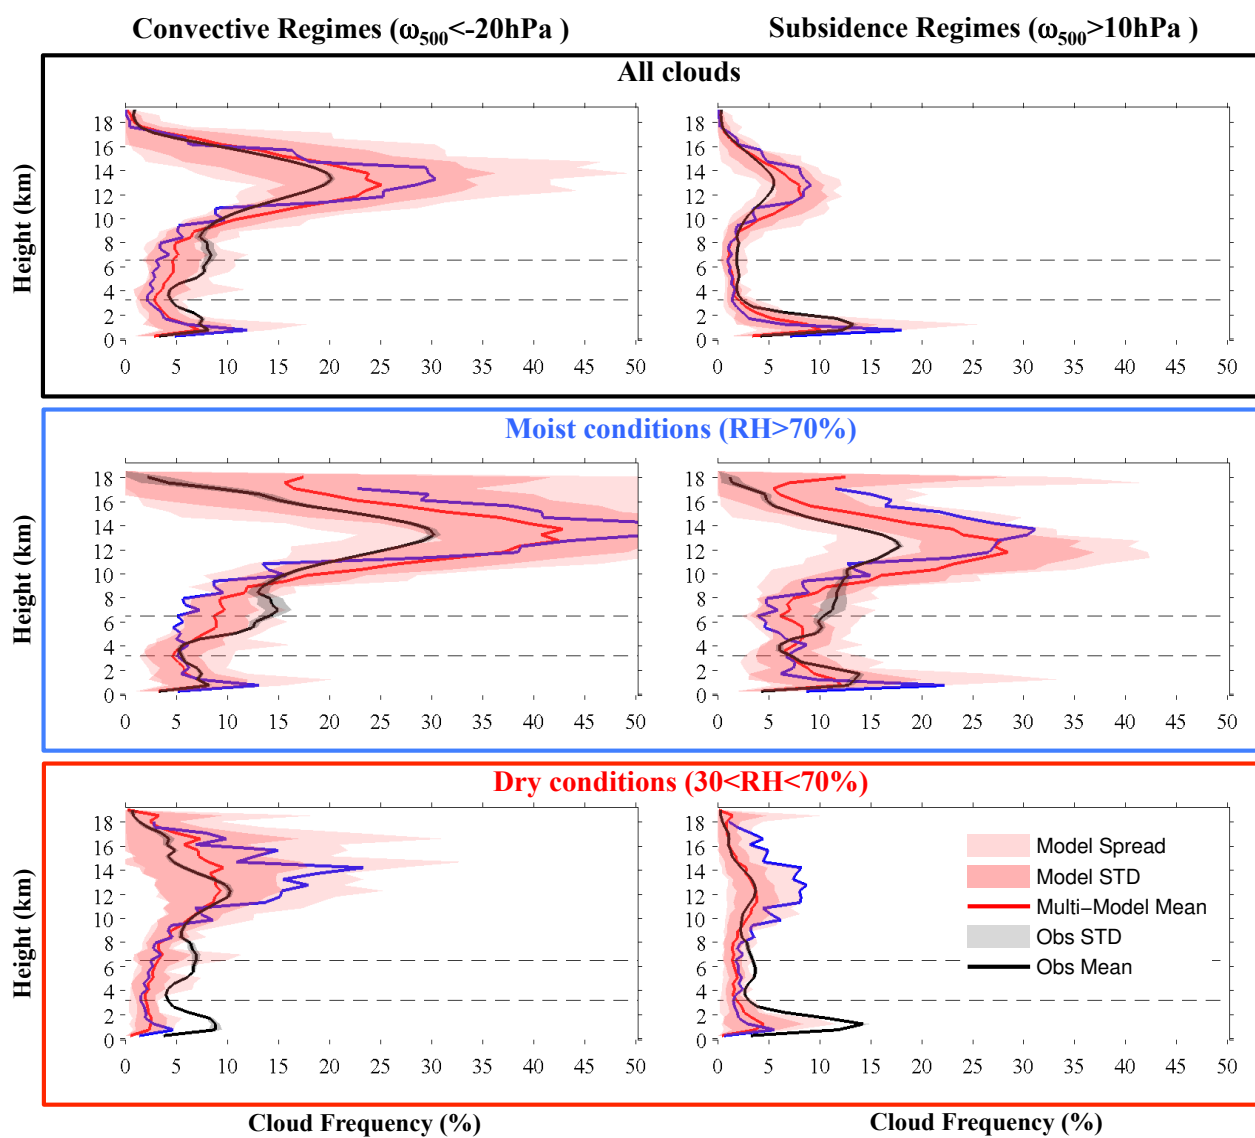 Convective Regimes (ω500<-20hPa )
Subsidence Regimes (ω500>10hPa )
All clouds
Height (km)
18
16
14
12
10
8
6
4
2
0
0 5 10 15 20 25 30 35 40 45 50
18
16
14
12
10
8
6
4
2
0
0 5 10 15 20 25 30 35 40 45 50
Moist conditions (RH>70%)
Height (km)
18
16
14
12
10
8
6
4
2
0
0 5 10 15 20 25 30 35 40 45 50
18
16
14
12
10
8
6
4
2
0
0 5 10 15 20 25 30 35 40 45 50
Dry conditions (30<RH<70%)
Height (km)
18
16
14
12
10
8
6
4
2
0
0 5 10 15 20 25 30 35 40 45 50
18
16
14
12
10
8
6
4
2
0
0 5 10 15 20 25 30 35 40 45 50
Model Spread
Model STD
Multi−Model Mean
Obs STD
Obs Mean
Cloud Frequency (%)
Cloud Frequency (%)